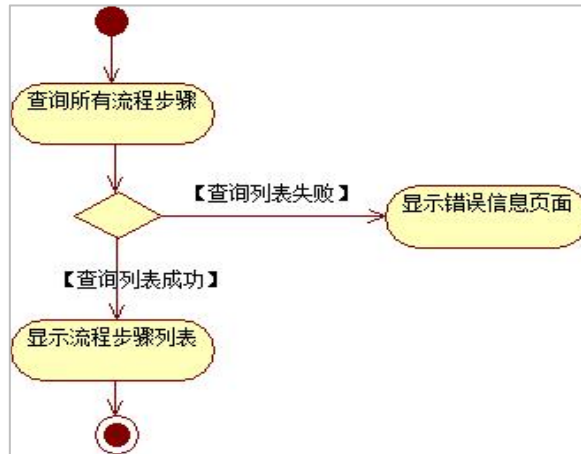 查询所有流程步骤
【查询列表失败】
显示错误信息页面
【查询列表成功】
显示流程步骤列表